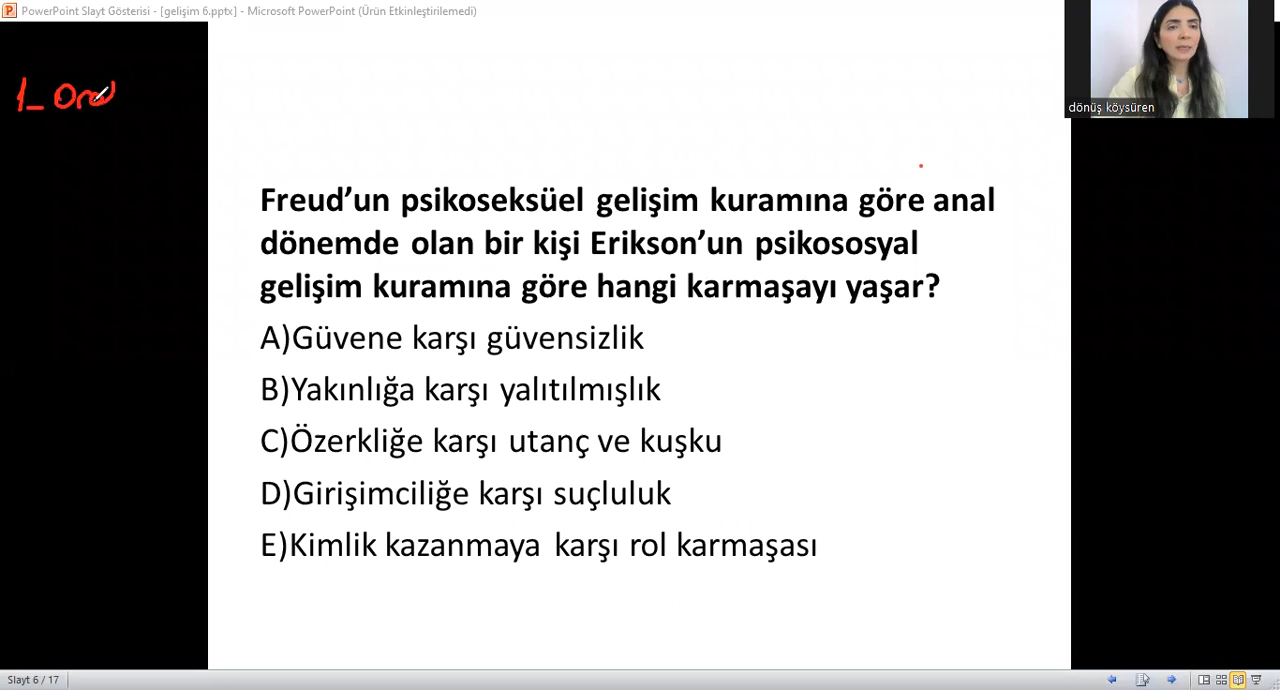 PowerPoint Slayt Gösterisi - [gelişim 6.pptx] - Microsoft PowerPoint (Ürün Etkinleştirilemedi)
dönüş köysüren
1_ oral
Freud’un psikoseksüel gelişim kuramına göre anal
dönemde olan bir kişi Erikson’un psikososyal
gelişim kuramına göre hangi karmaşayı yaşar?
A)Güvene karşı güvensizlik
B)Yakınlığa karşı yalıtılmışlık
C)Özerkliğe karşı utanç ve kuşku
D)Girişimciliğe karşı suçluluk
E)Kimlik kazanmaya karşı rol karmaşası
Slayt 6 / 17